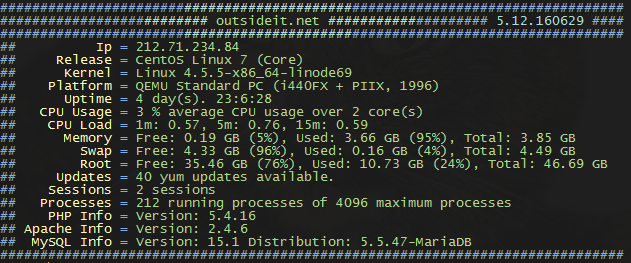 ###########################################################################
######################### outsideit.net ################### 5.12.160629 ####
###########################################################################
##         Ip = 212.71.234.84
##    Release = CentOS Linux 7 (Core)
##     Kernel = Linux 4.5.5-x86_64-linode69
##   Platform = QEMU Standard PC (i440FX + PIIX, 1996)
##     Uptime = 4 day(s). 23:6:28
##  CPU Usage = 3 % average CPU usage over 2 core(s)
##   CPU Load = 1m: 0.57, 5m: 0.76, 15m: 0.59
##     Memory = Free: 0.19 GB (5%), Used: 3.66 GB (95%), Total: 3.85 GB
##       Swap = Free: 4.33 GB (96%), Used: 0.16 GB (4%), Total: 4.49 GB
##       Root = Free: 35.46 GB (76%), Used: 10.73 GB (24%), Total: 46.69 GB
##    Updates = 40 yum updates available.
##   Sessions = 2 sessions
##  Processes = 212 running processes of 4096 maximum processes
##   PHP Info = Version: 5.4.16
## Apache Info = Version: 2.4.6
##  MySQL Info = Version: 15.1 Distribution: 5.5.47-MariaDB
###########################################################################